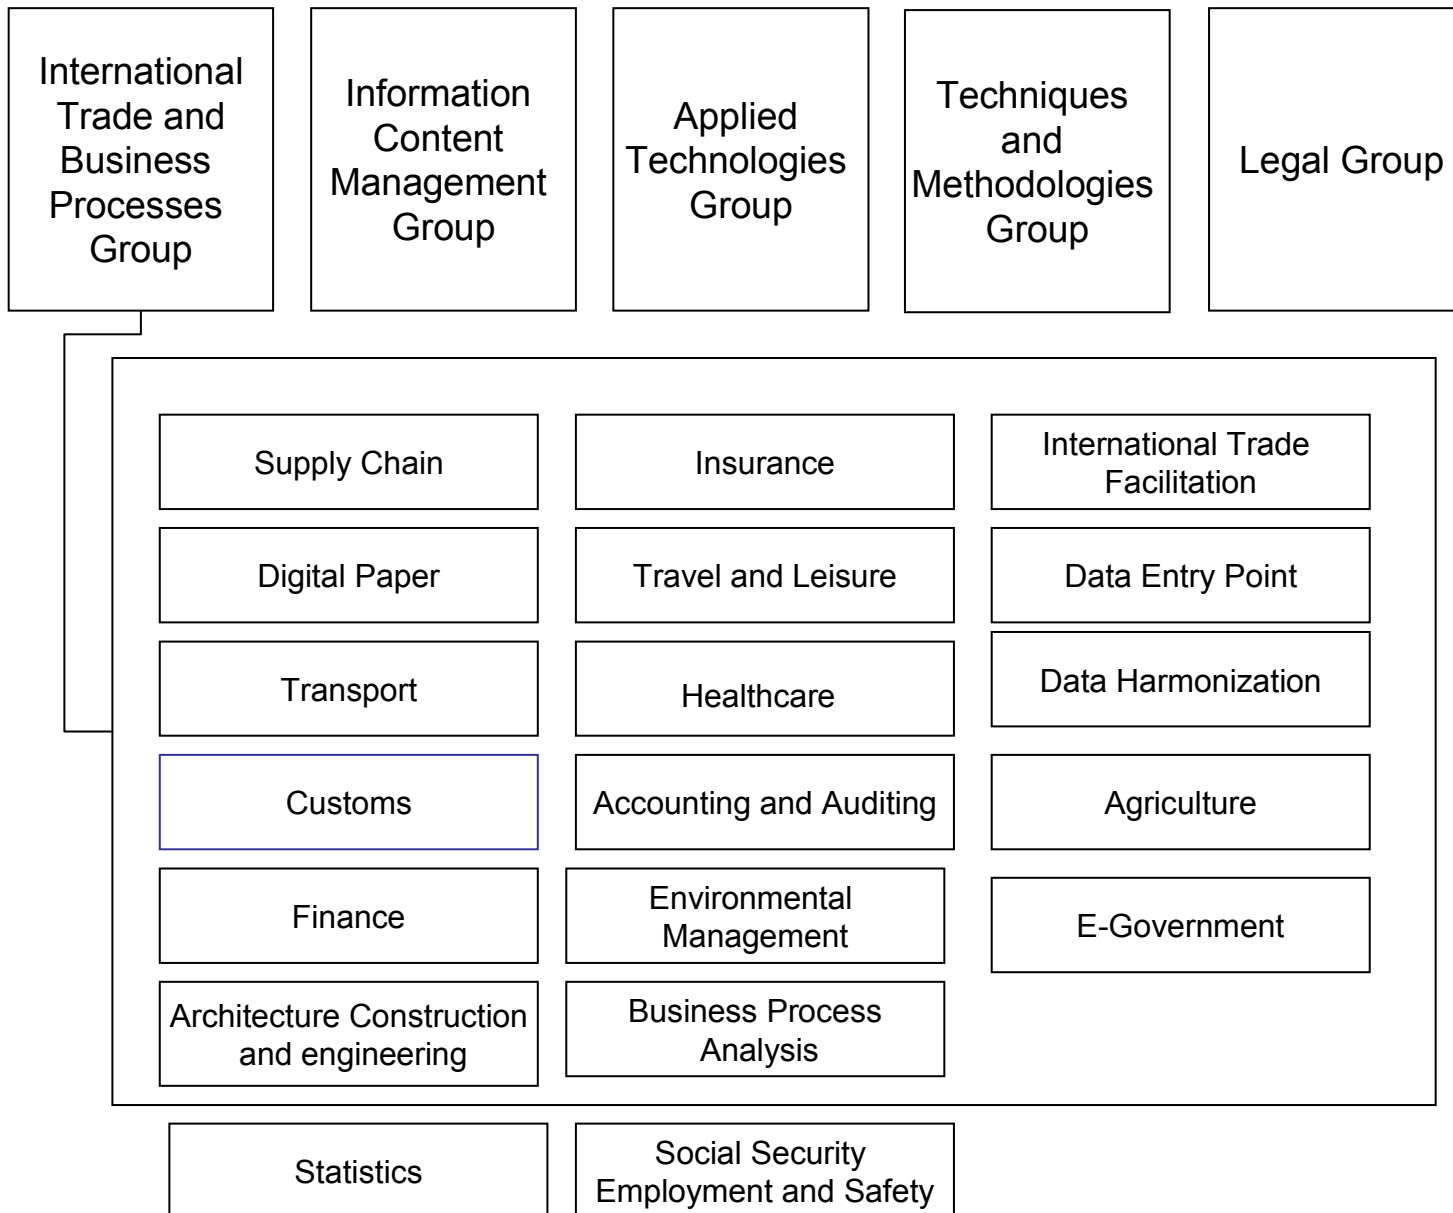 International
Trade and
Business
Processes
Group
Information
Content
Management
Group
Applied
Technologies
Group
Techniques
and
Methodologies
Group
Legal Group
Supply Chain
Insurance
International Trade
Facilitation
Digital Paper
Travel and Leisure
Data Entry Point
Transport
Healthcare
Data Harmonization
Customs
Accounting and Auditing
Agriculture
Finance
Environmental
Management
E-Government
Architecture Construction
and engineering
Business Process
Analysis
Statistics
Social Security
Employment and Safety